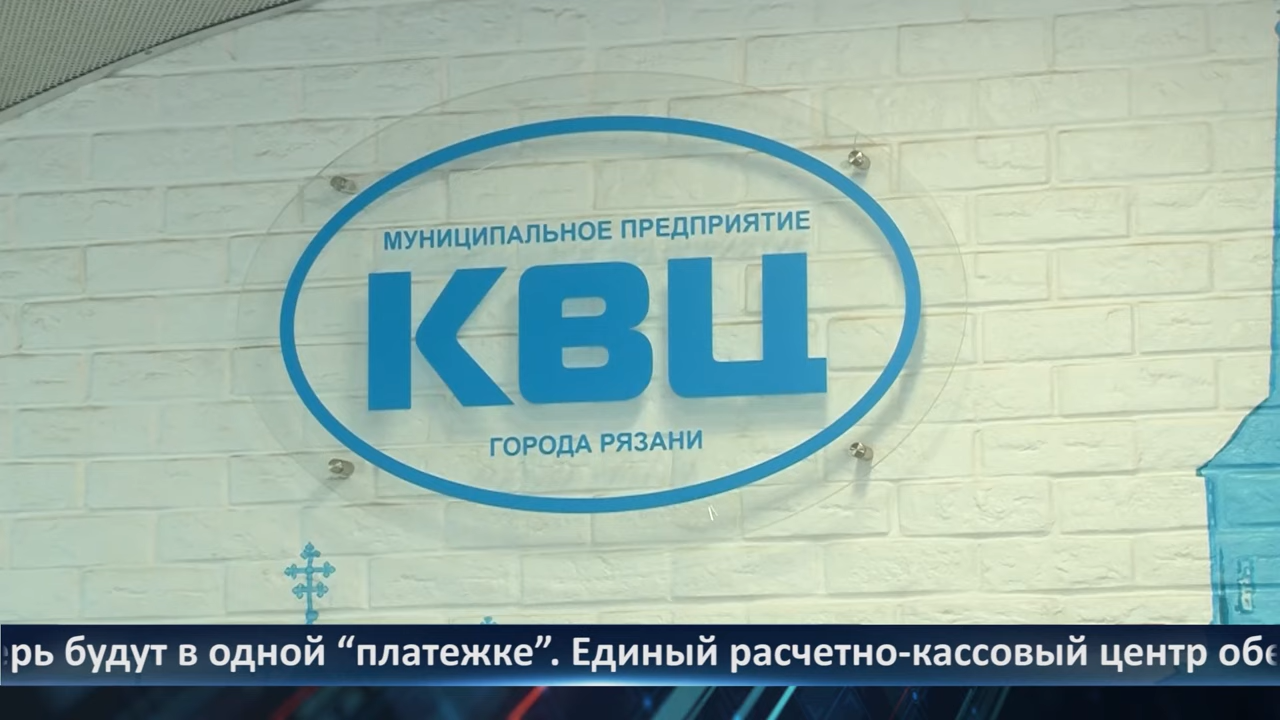 МУНИЦИПАЛЬНОЕ ПРЕДПРИЯТИЕ
КВЦ
ГОРОДА РЯЗАНИ
будут в одной “платежке”. Единый расчетно-кассовый центр